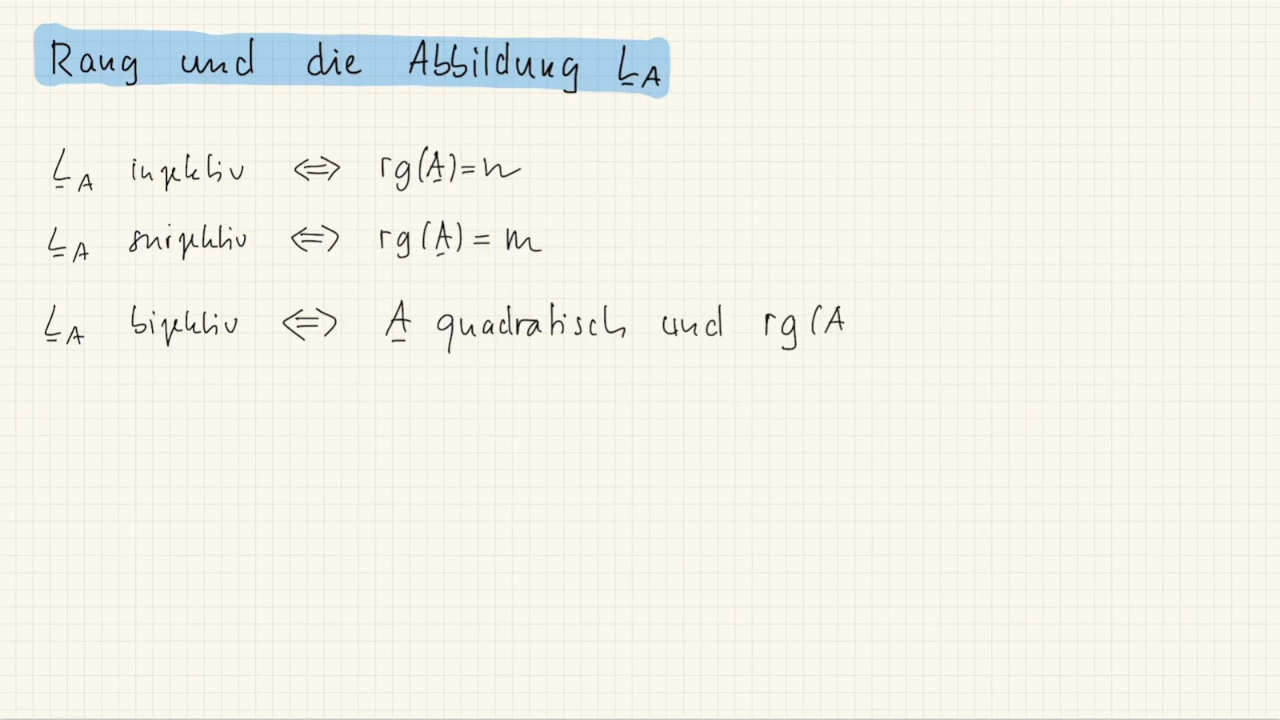 Rang und die Abbildung L_A
L_A injektiv ⇔ rg(A)=n
L_A surjektiv ⇔ rg(A) = m
L_A bijektiv ⇔ A quadratisch und rg(A